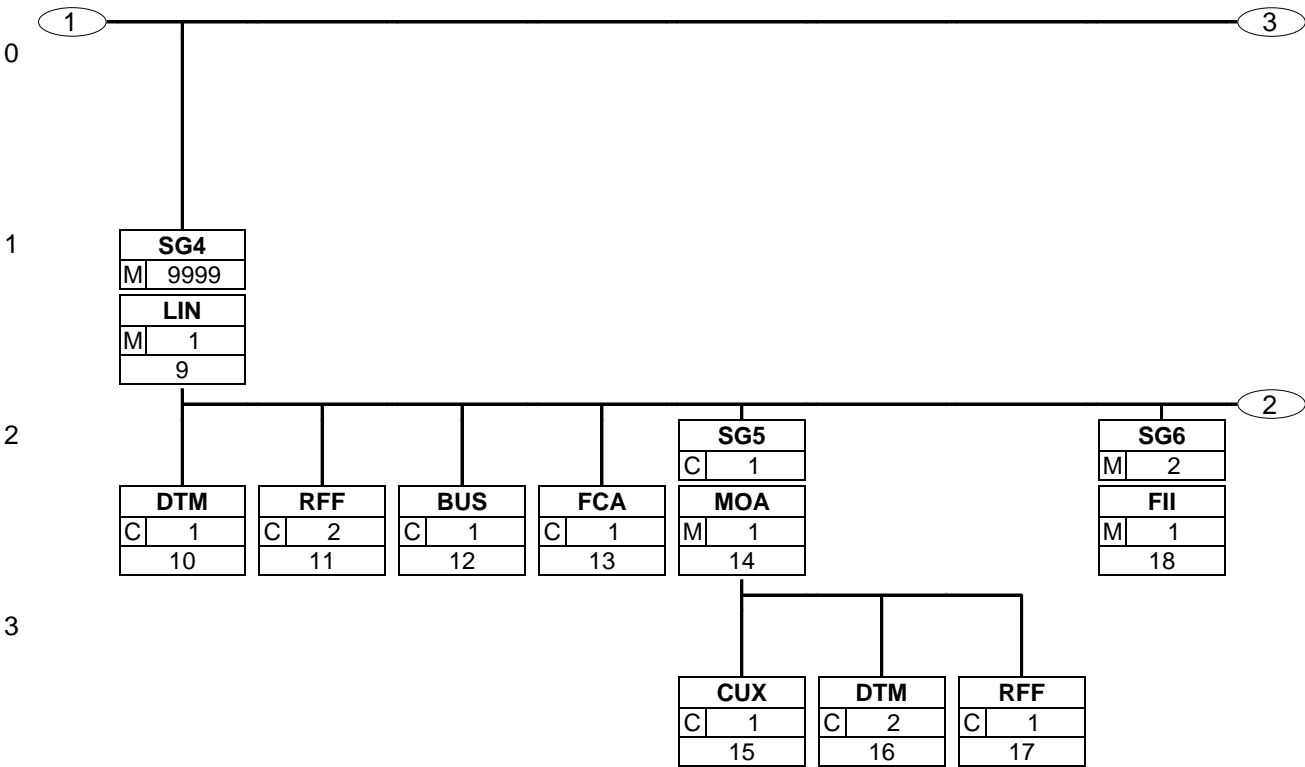 1 3
0
1
SG4
M 9999
LIN
M 1
9
2
2
SG5 SG6
C 1 M 2
DTM RFF BUS FCA MOA FII
C 1 C 2 C 1 C 1 M 1 M 1
10 11 12 13 14 18
3
CUX DTM RFF
C 1 C 2 C 1
15 16 17